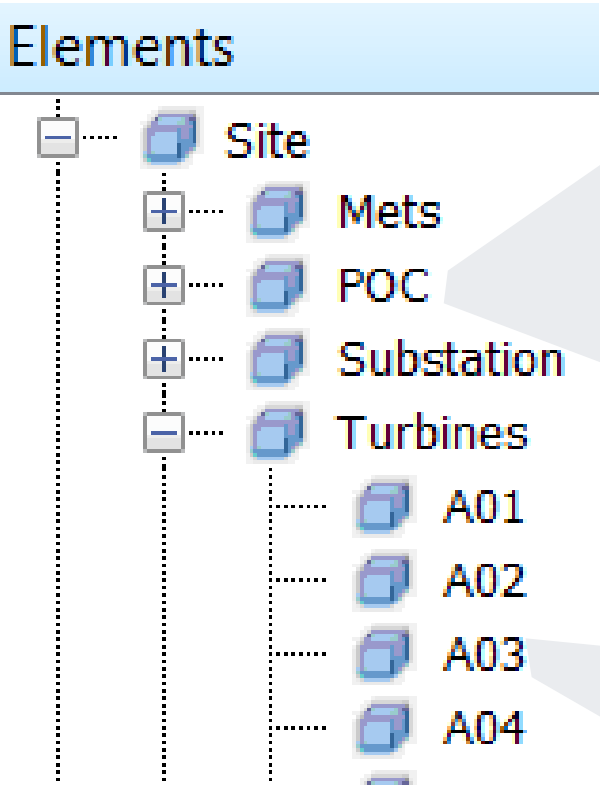 Elements
Site
Mets
POC
Substation
Turbines
A01
A02
A03
A04